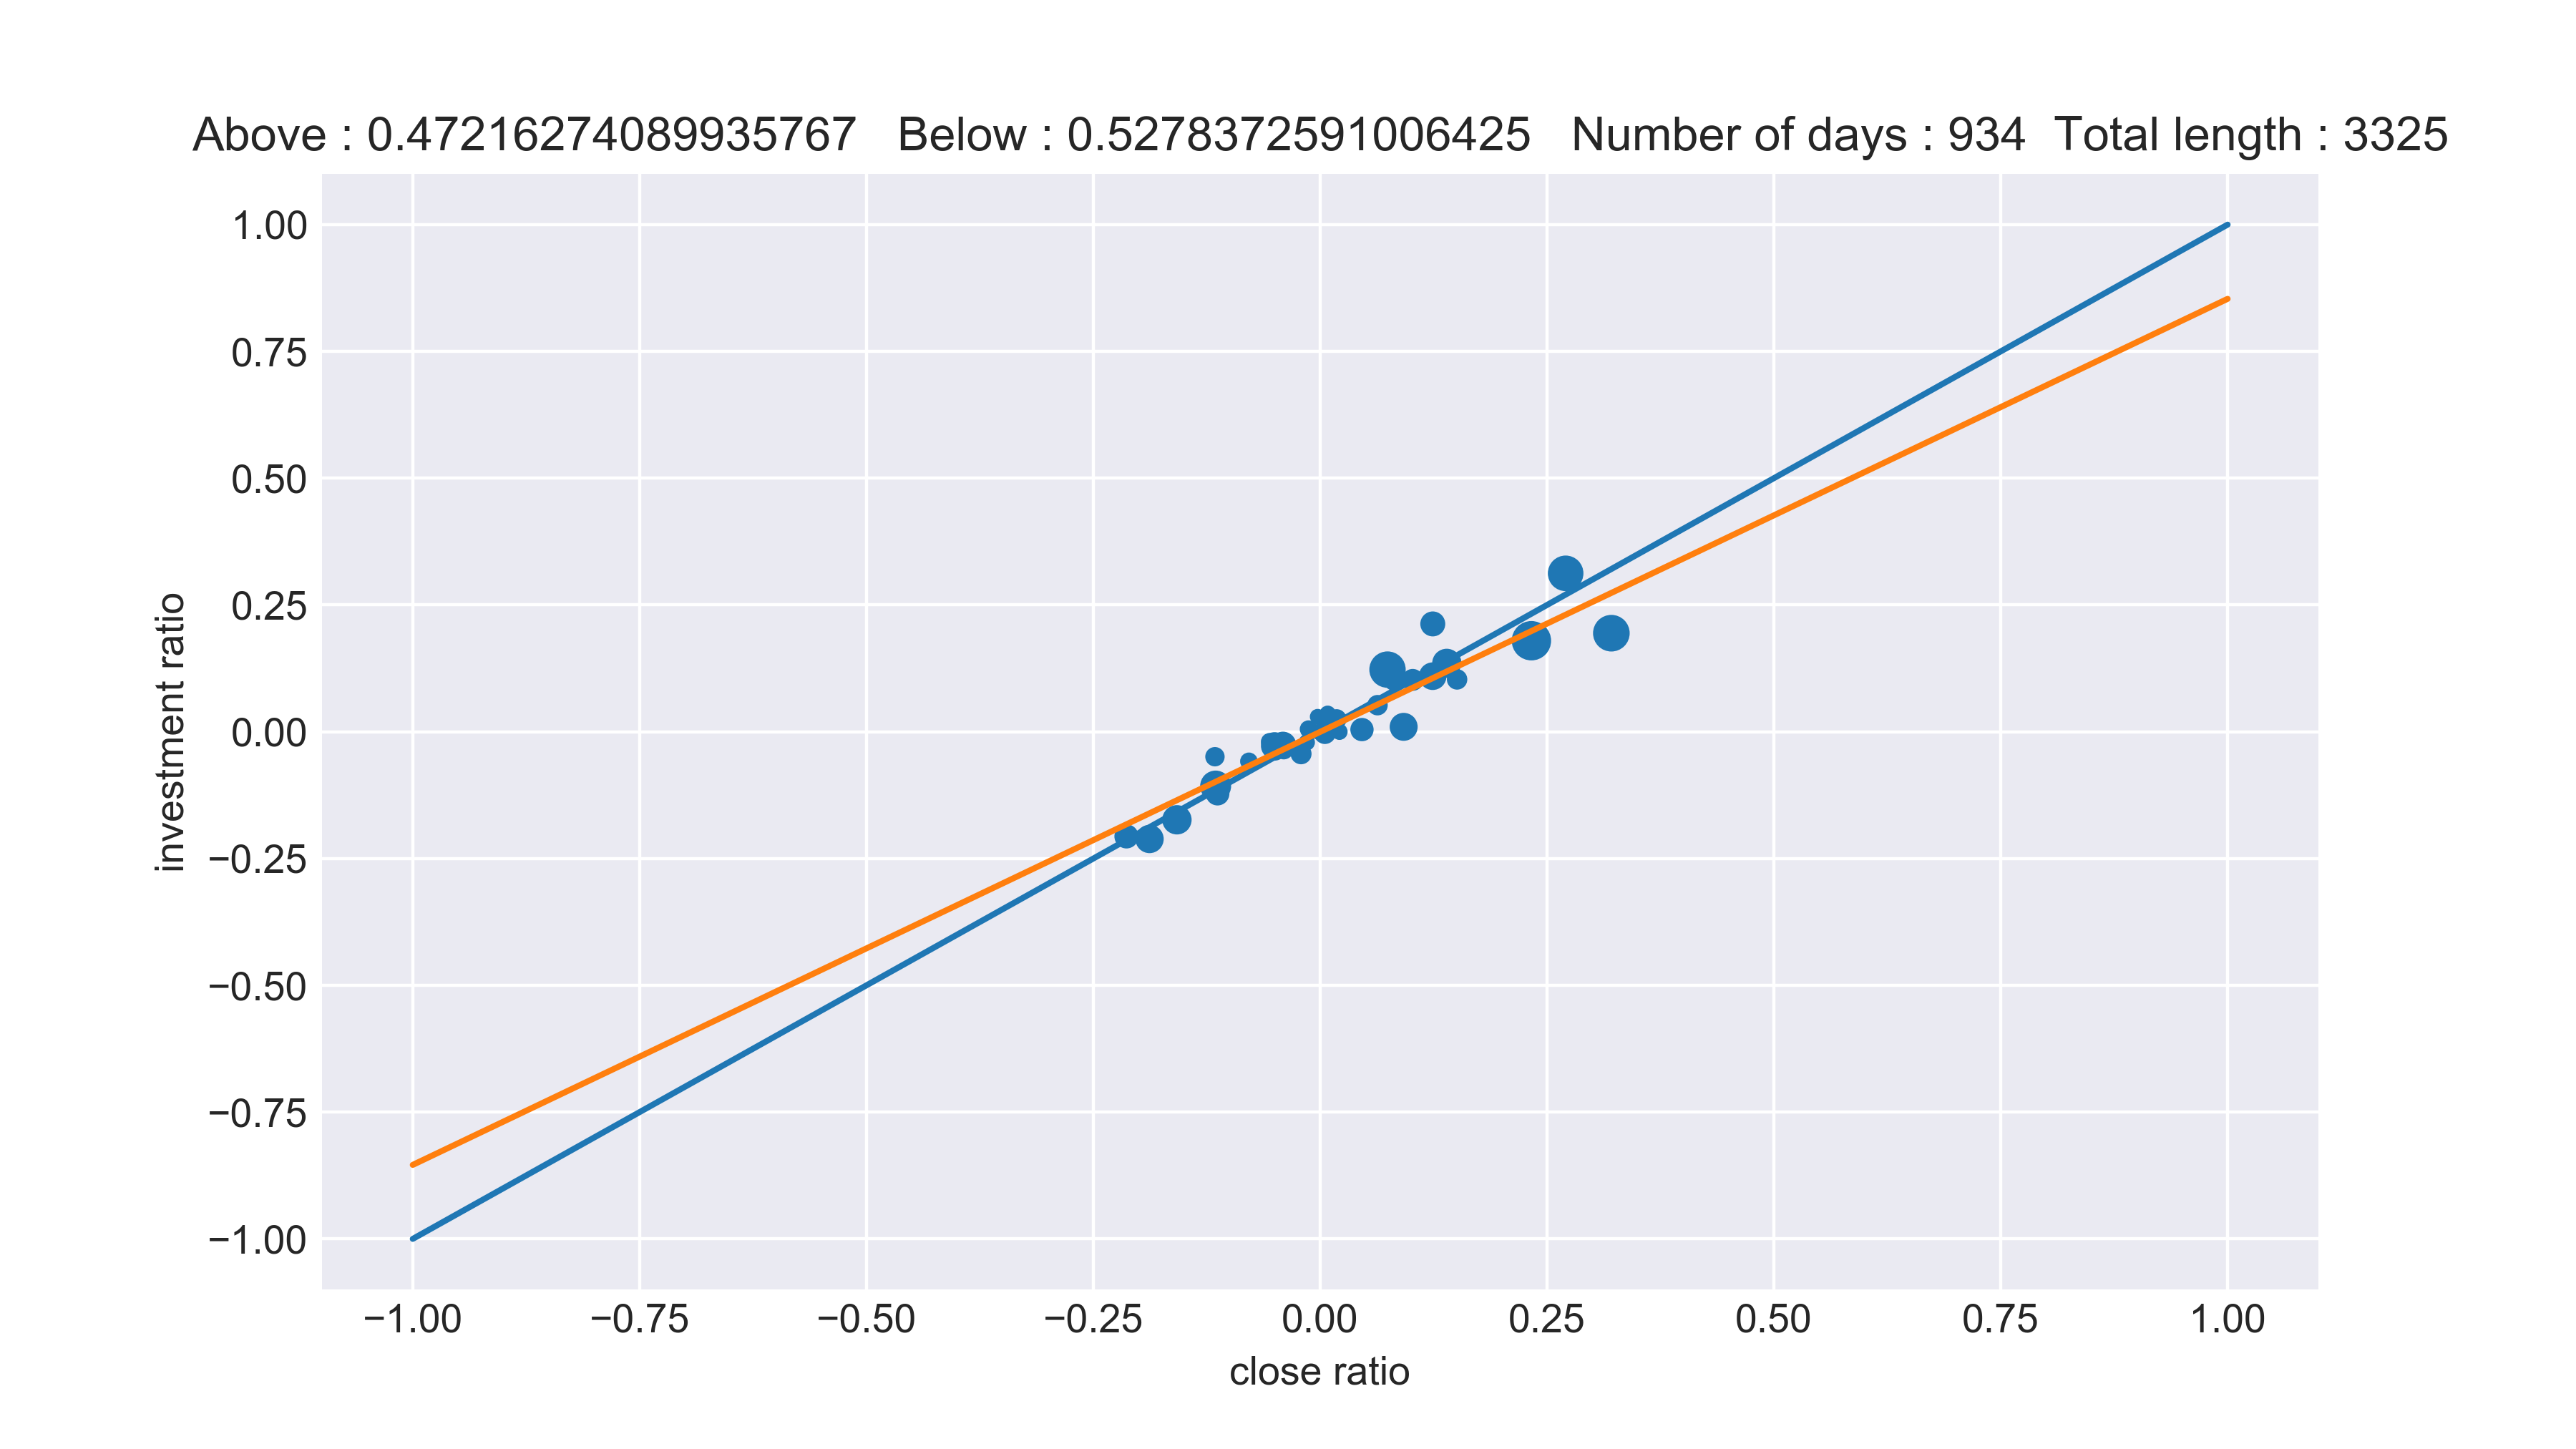 Above : 0.47216274089935767   Below : 0.5278372591006425   Number of days : 934  Total length : 3325
1.00
0.75
0.50
0.25
0.00
−0.25
−0.50
−0.75
−1.00
investment ratio
−1.00 −0.75 −0.50 −0.25 0.00 0.25 0.50 0.75 1.00
close ratio